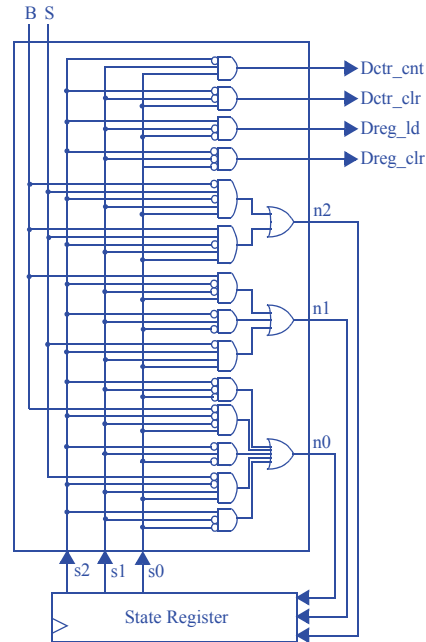 B S
Dctr_cnt
Dctr_clr
Dreg_ld
Dreg_clr
n2
n1
n0
s2 s1 s0
State Register